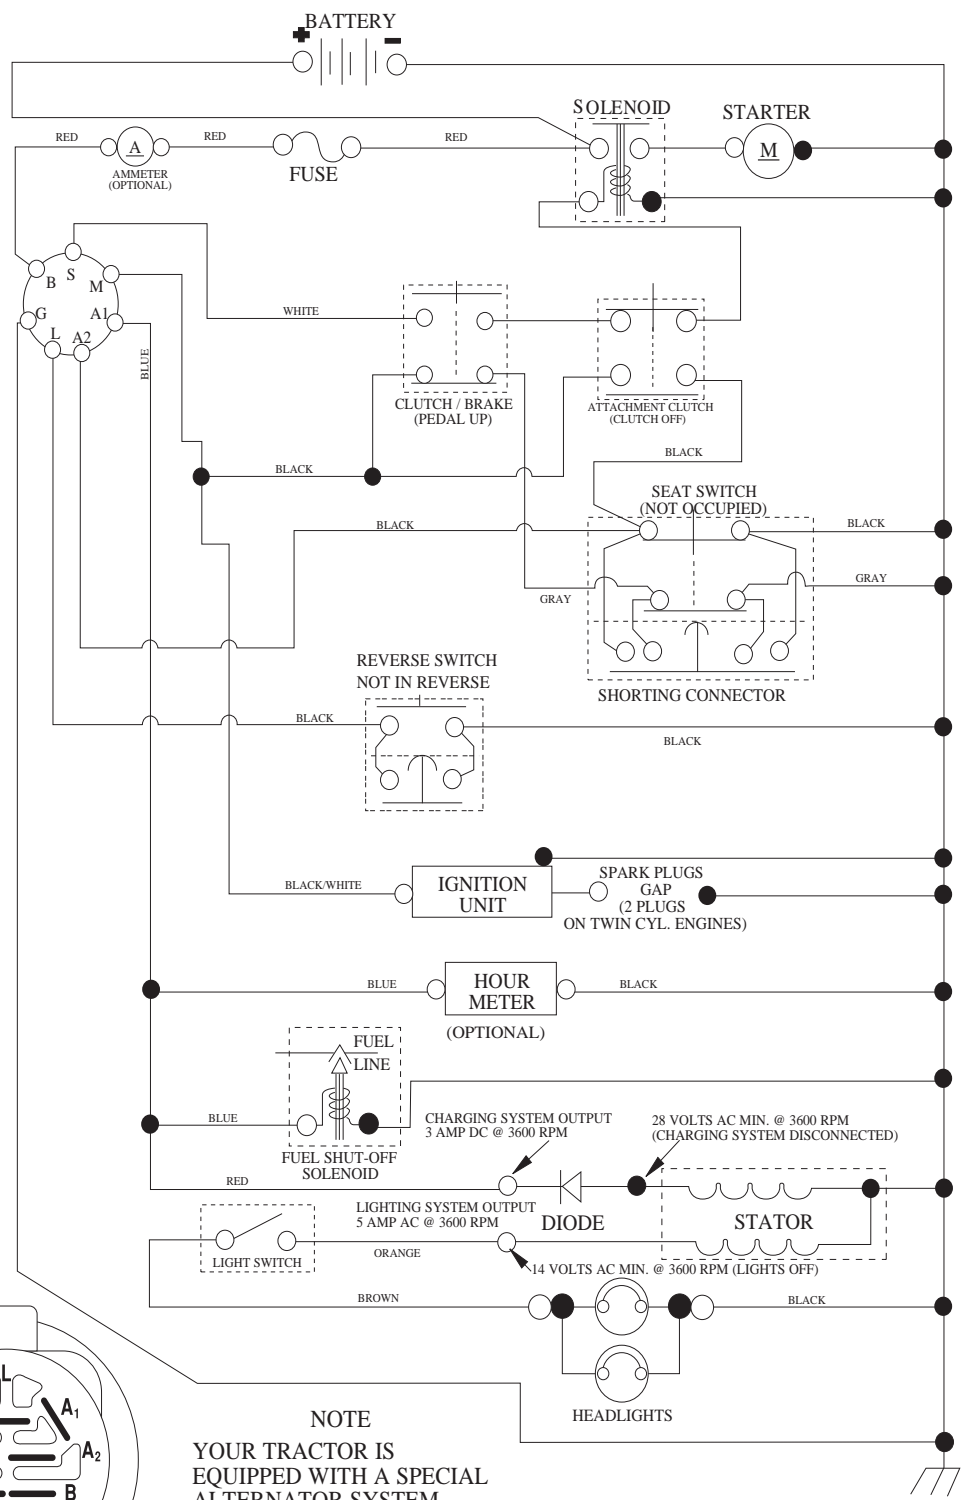 BATTERY
SOLENOID
STARTER
RED
RED
RED
A
M
AMMETER
(OPTIONAL)
FUSE
B
S
M
G
A1
L
A2
BLUE
WHITE
CLUTCH / BRAKE
(PEDAL UP)
ATTACHMENT CLUTCH
(CLUTCH OFF)
BLACK
BLACK
SEAT SWITCH
(NOT OCCUPIED)
BLACK
BLACK
GRAY
GRAY
REVERSE SWITCH
NOT IN REVERSE
SHORTING CONNECTOR
BLACK
BLACK
BLACK/WHITE
IGNITION
UNIT
SPARK PLUGS
GAP
(2 PLUGS
ON TWIN CYL. ENGINES)
BLUE
HOUR
METER
BLACK
(OPTIONAL)
FUEL
LINE
BLUE
FUEL SHUT-OFF
SOLENOID
CHARGING SYSTEM OUTPUT
3 AMP DC @ 3600 RPM
28 VOLTS AC MIN. @ 3600 RPM
(CHARGING SYSTEM DISCONNECTED)
RED
LIGHTING SYSTEM OUTPUT
5 AMP AC @ 3600 RPM
DIODE
STATOR
LIGHT SWITCH
ORANGE
14 VOLTS AC MIN. @ 3600 RPM (LIGHTS OFF)
BROWN
BLACK
HEADLIGHTS
L
A1
A2
B
NOTE
YOUR TRACTOR IS
EQUIPPED WITH A SPECIAL
ALTERNATOR SYSTEM